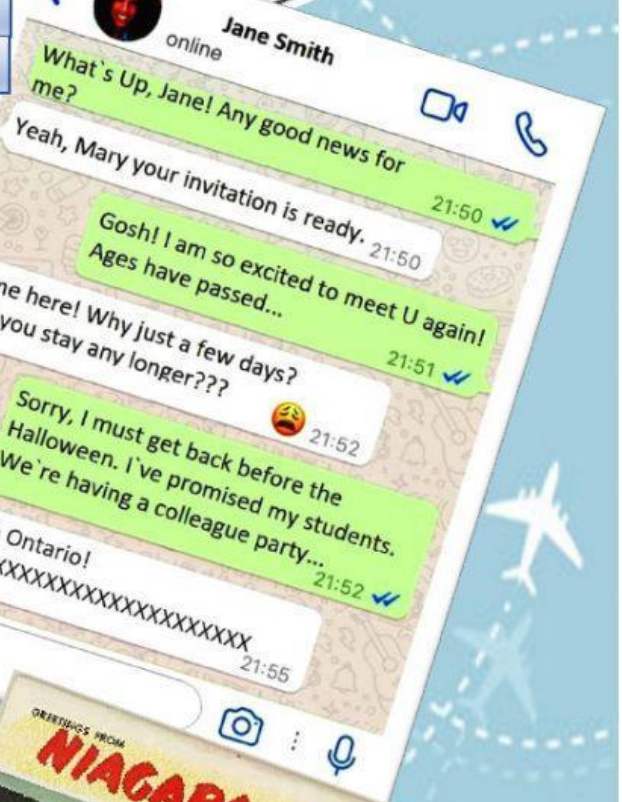 Jane Smith
online
What`s Up, Jane! Any good news for
me?
21:50
Yeah, Mary your invitation is ready.
21:50
Gosh! I am so excited to meet U again!
Ages have passed...
21:51
me here! Why just a few days?
you stay any longer???
21:52
Sorry, I must get back before the
Halloween. I`ve promised my students.
We`re having a colleague party...
21:52
Ontario!
XXXXXXXXXXXXXXXXXXXX
21:55
GREETINGS FROM
NIAGARA